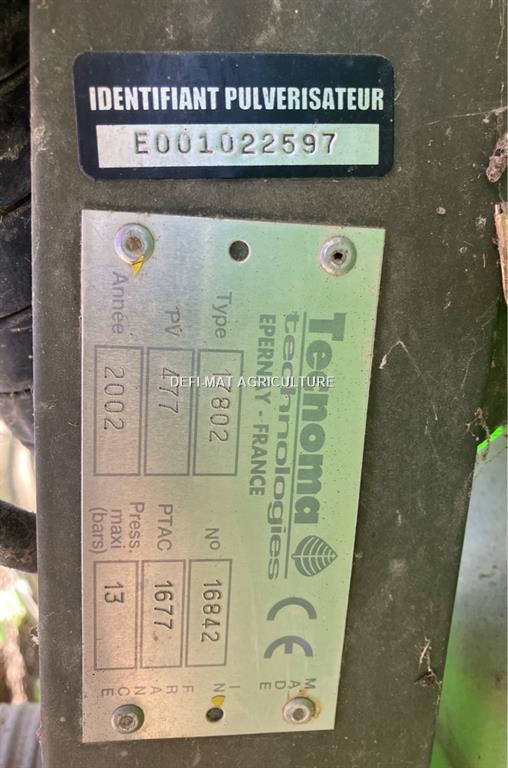 IDENTIFIANT PULVERISATEUR
E001022597
Tecnoma
technologies
EPERNAY - FRANCE
CE
MADE
IN
FRANCE
Type 17802 N° 16842
PV 477 PTAC 1677
Année 2002 Press. maxi (bars) 13
DEFI-MAT AGRICULTURE